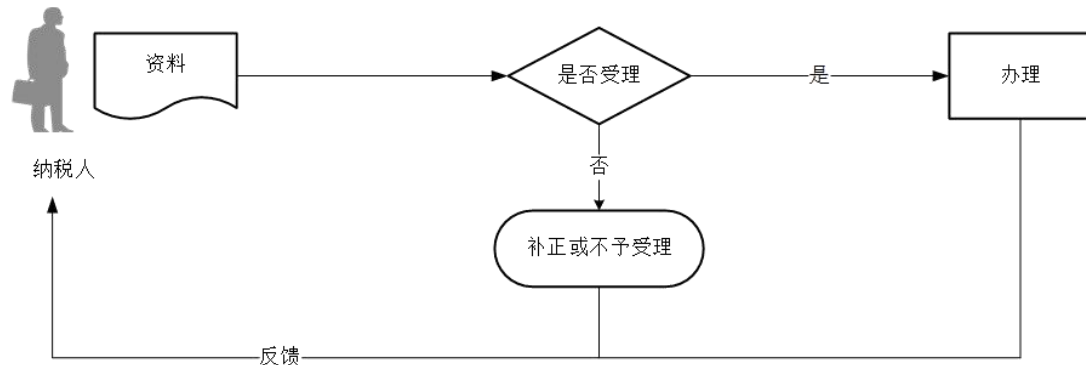 资料
是否受理
是
办理
纳税人
否
补正或不予受理
反馈